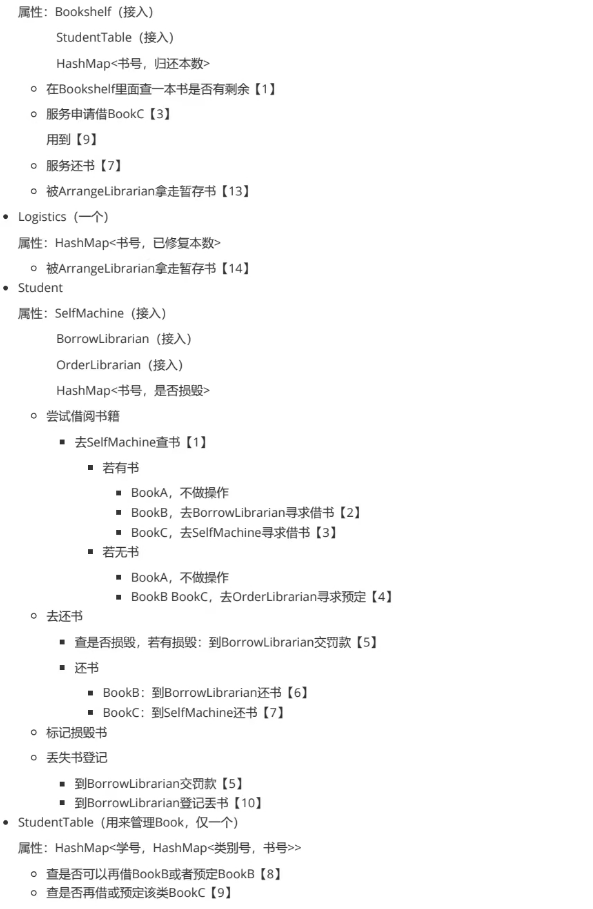 属性：Bookshelf（接入）
StudentTable（接入）
HashMap<书号，归还本数>
在Bookshelf里面查一本书是否有剩余【1】
服务申请借BookC【3】
用到【9】
服务还书【7】
被ArrangeLibrarian拿走暂存书【13】
Logistics（一个）
属性：HashMap<书号，已修复本数>
被ArrangeLibrarian拿走暂存书【14】
Student
属性：SelfMachine（接入）
BorrowLibrarian（接入）
OrderLibrarian（接入）
HashMap<书号，是否损毁>
尝试借阅书籍
去SelfMachine查书【1】
若有书
BookA，不做操作
BookB，去BorrowLibrarian寻求借书【2】
BookC，去SelfMachine寻求借书【3】
若无书
BookA，不做操作
BookB BookC，去OrderLibrarian寻求预定【4】
去还书
查是否损毁，若有损毁：到BorrowLibrarian交罚款【5】
还书
BookB：到BorrowLibrarian还书【6】
BookC：到SelfMachine还书【7】
标记损毁书
丢失书登记
到BorrowLibrarian交罚款【5】
到BorrowLibrarian登记丢书【10】
StudentTable（用来管理Book，仅一个）
属性：HashMap<学号，HashMap<类别号，书号>>
查是否可以再借BookB或者预定BookB【8】
查是否再借或预定该类BookC【9】